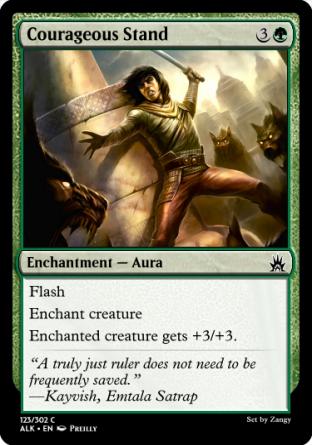 Courageous Stand 3
Enchantment — Aura
Flash
Enchant creature
Enchanted creature gets +3/+3.
“A truly just ruler does not need to be
frequently saved.”
—Kayvish, Emtala Satrap
123/302 C
ALK • EN PREILLY
Set by Zangy